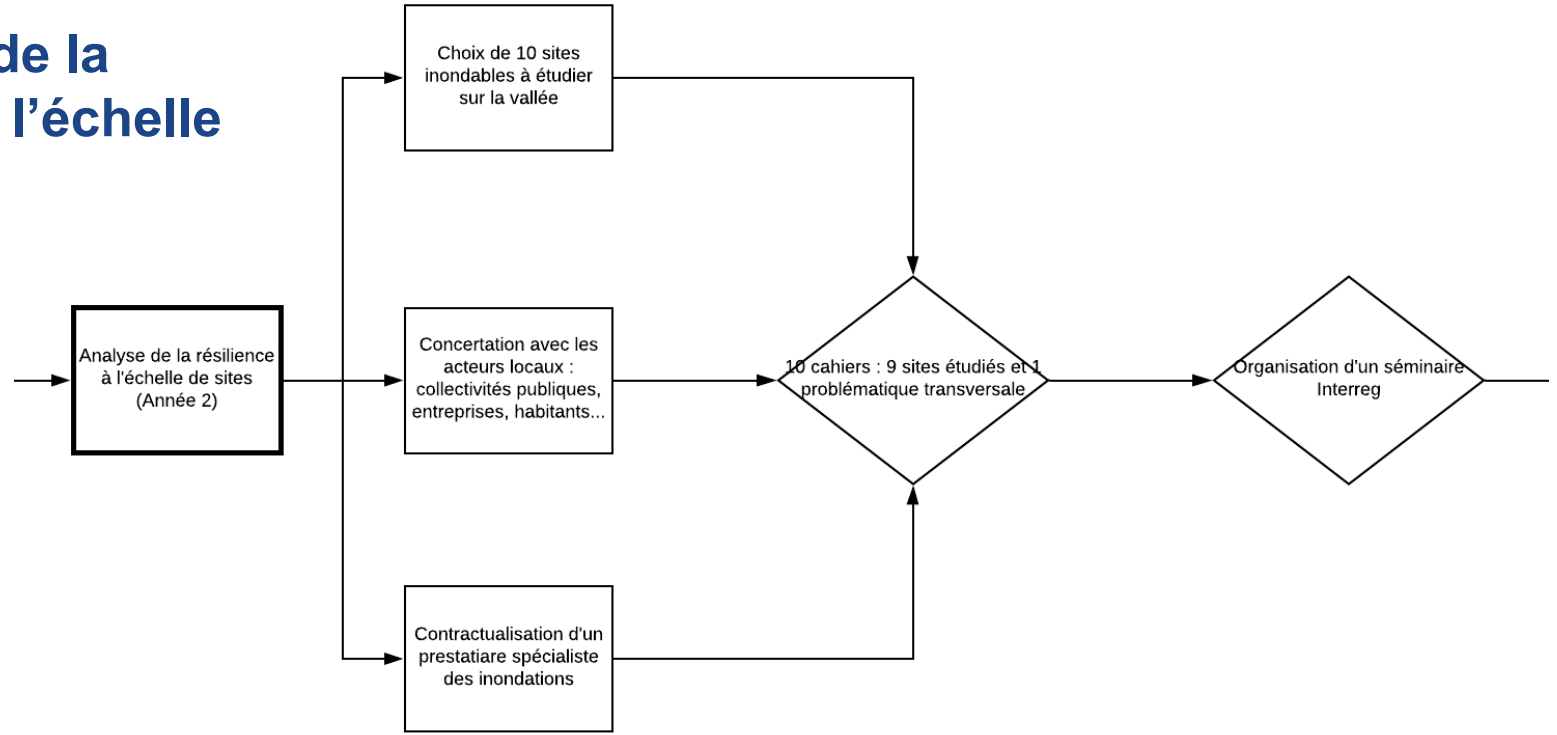 de la
l’échelle
Choix de 10 sites
inondables à étudier
sur la vallée
Analyse de la résilience
à l'échelle de sites
(Année 2)
Concertation avec les
acteurs locaux :
collectivités publiques,
entreprises, habitants...
Contractualisation d'un
prestatiare spécialiste
des inondations
10 cahiers : 9 sites étudiés et 1
problématique transversale
Organisation d'un séminaire
Interreg